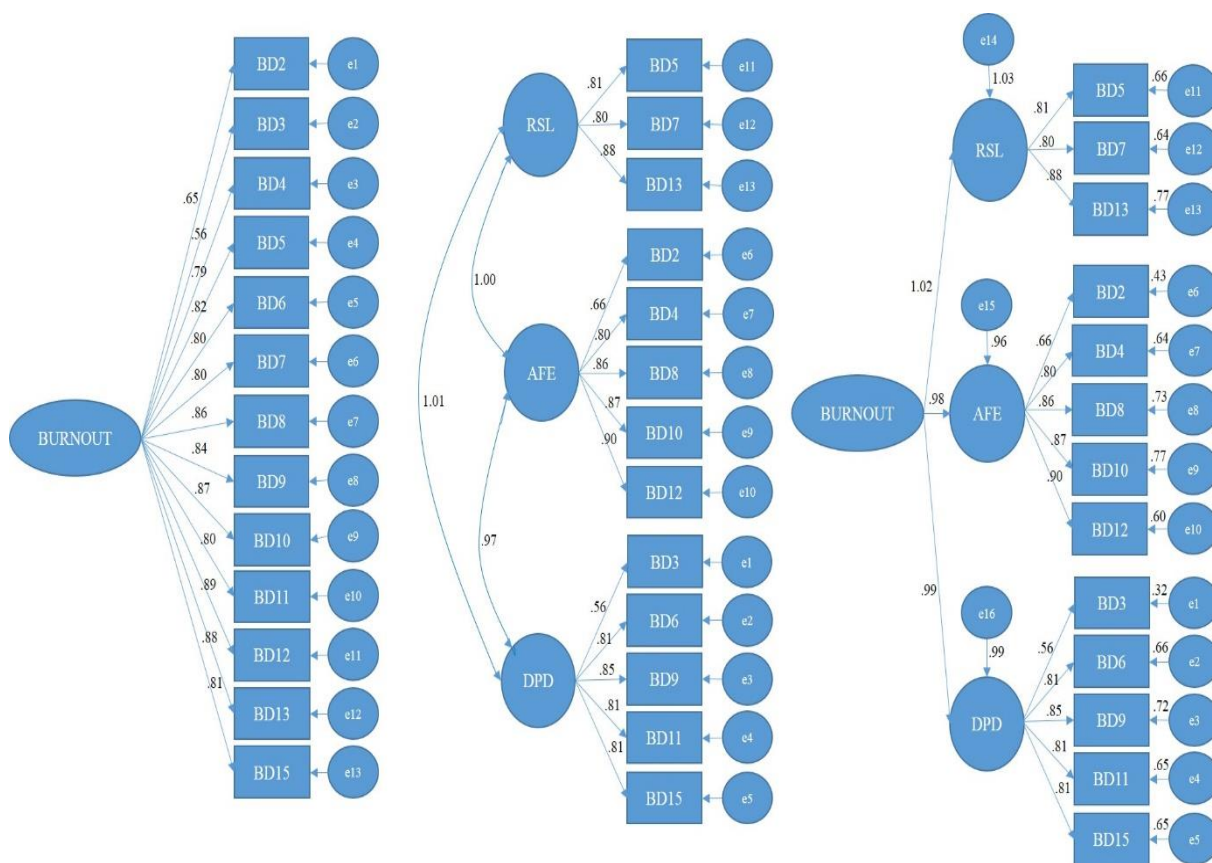 BURNOUT
.65
.56
.79
.82
.80
.80
.86
.84
.87
.80
.89
.88
.81
BD2
e1
BD3
e2
BD4
e3
BD5
e4
BD6
e5
BD7
e6
BD8
e7
BD9
e8
BD10
e9
BD11
e10
BD12
e11
BD13
e12
BD15
e13
1.01
1.00
.97
RSL
.81
.80
.88
BD5
e11
BD7
e12
BD13
e13
AFE
.66
.80
.86
.87
.90
BD2
e6
BD4
e7
BD8
e8
BD10
e9
BD12
e10
DPD
.56
.81
.85
.81
.81
BD3
e1
BD6
e2
BD9
e3
BD11
e4
BD15
e5
BURNOUT
1.02
.98
.99
e14
1.03
RSL
.81
.80
.88
BD5
.66
e11
BD7
.64
e12
BD13
.77
e13
e15
.96
AFE
.66
.80
.86
.87
.90
BD2
.43
e6
BD4
.64
e7
BD8
.73
e8
BD10
.77
e9
BD12
.60
e10
e16
.99
DPD
.56
.81
.85
.81
.81
BD3
.32
e1
BD6
.66
e2
BD9
.72
e3
BD11
.65
e4
BD15
.65
e5